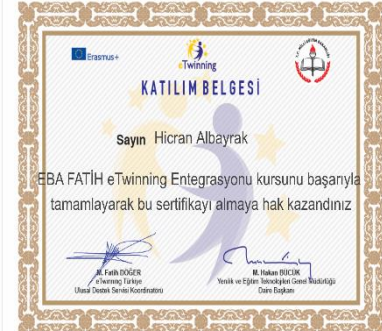 Erasmus+
eTwinning
KATILIM BELGESİ
Sayın Hicran Albayrak
EBA FATİH eTwinning Entegrasyonu kursunu başarıyla
tamamlayarak bu sertifikayı almaya hak kazandınız
M. Fatih DÖĞER
eTwinning Türkiye
Ulusal Destek Servisi Koordinatörü
M. Hakan BÜCÜK
Yenilik ve Eğitim Teknolojileri Genel Müdürlüğü
Daire Başkanı